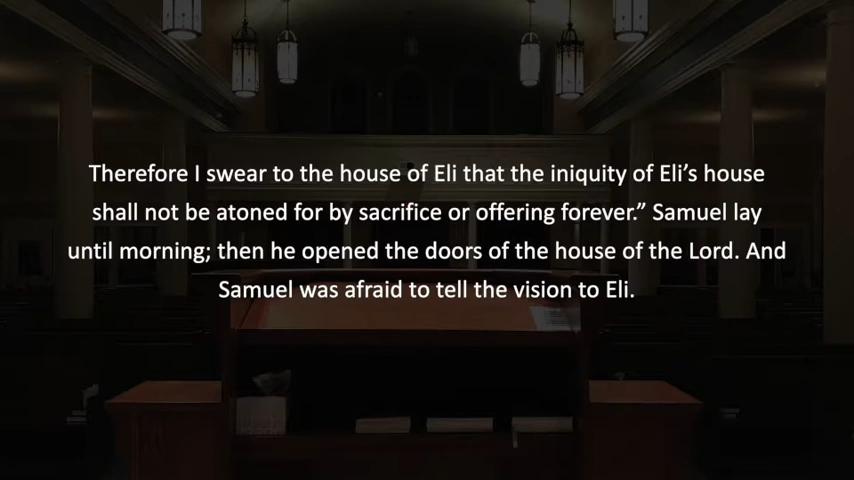 Therefore I swear to the house of Eli that the iniquity of Eli’s house
shall not be atoned for by sacrifice or offering forever.” Samuel lay
until morning; then he opened the doors of the house of the Lord. And
Samuel was afraid to tell the vision to Eli.